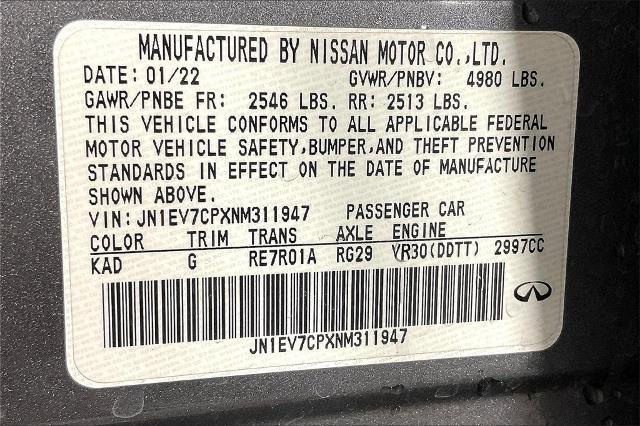 MANUFACTURED BY NISSAN MOTOR CO.,LTD.
DATE: 01/22 GVWR/PNBV: 4980 LBS.
GAWR/PNBE FR: 2546 LBS. RR: 2513 LBS.
THIS VEHICLE CONFORMS TO ALL APPLICABLE FEDERAL
MOTOR VEHICLE SAFETY,BUMPER,AND THEFT PREVENTION
STANDARDS IN EFFECT ON THE DATE OF MANUFACTURE
SHOWN ABOVE.
VIN: JN1EV7CPXNM311947 PASSENGER CAR
COLOR TRIM TRANS AXLE ENGINE
KAD G RE7R01A RG29 VR30(DDTT) 2997CC
JN1EV7CPXNM311947